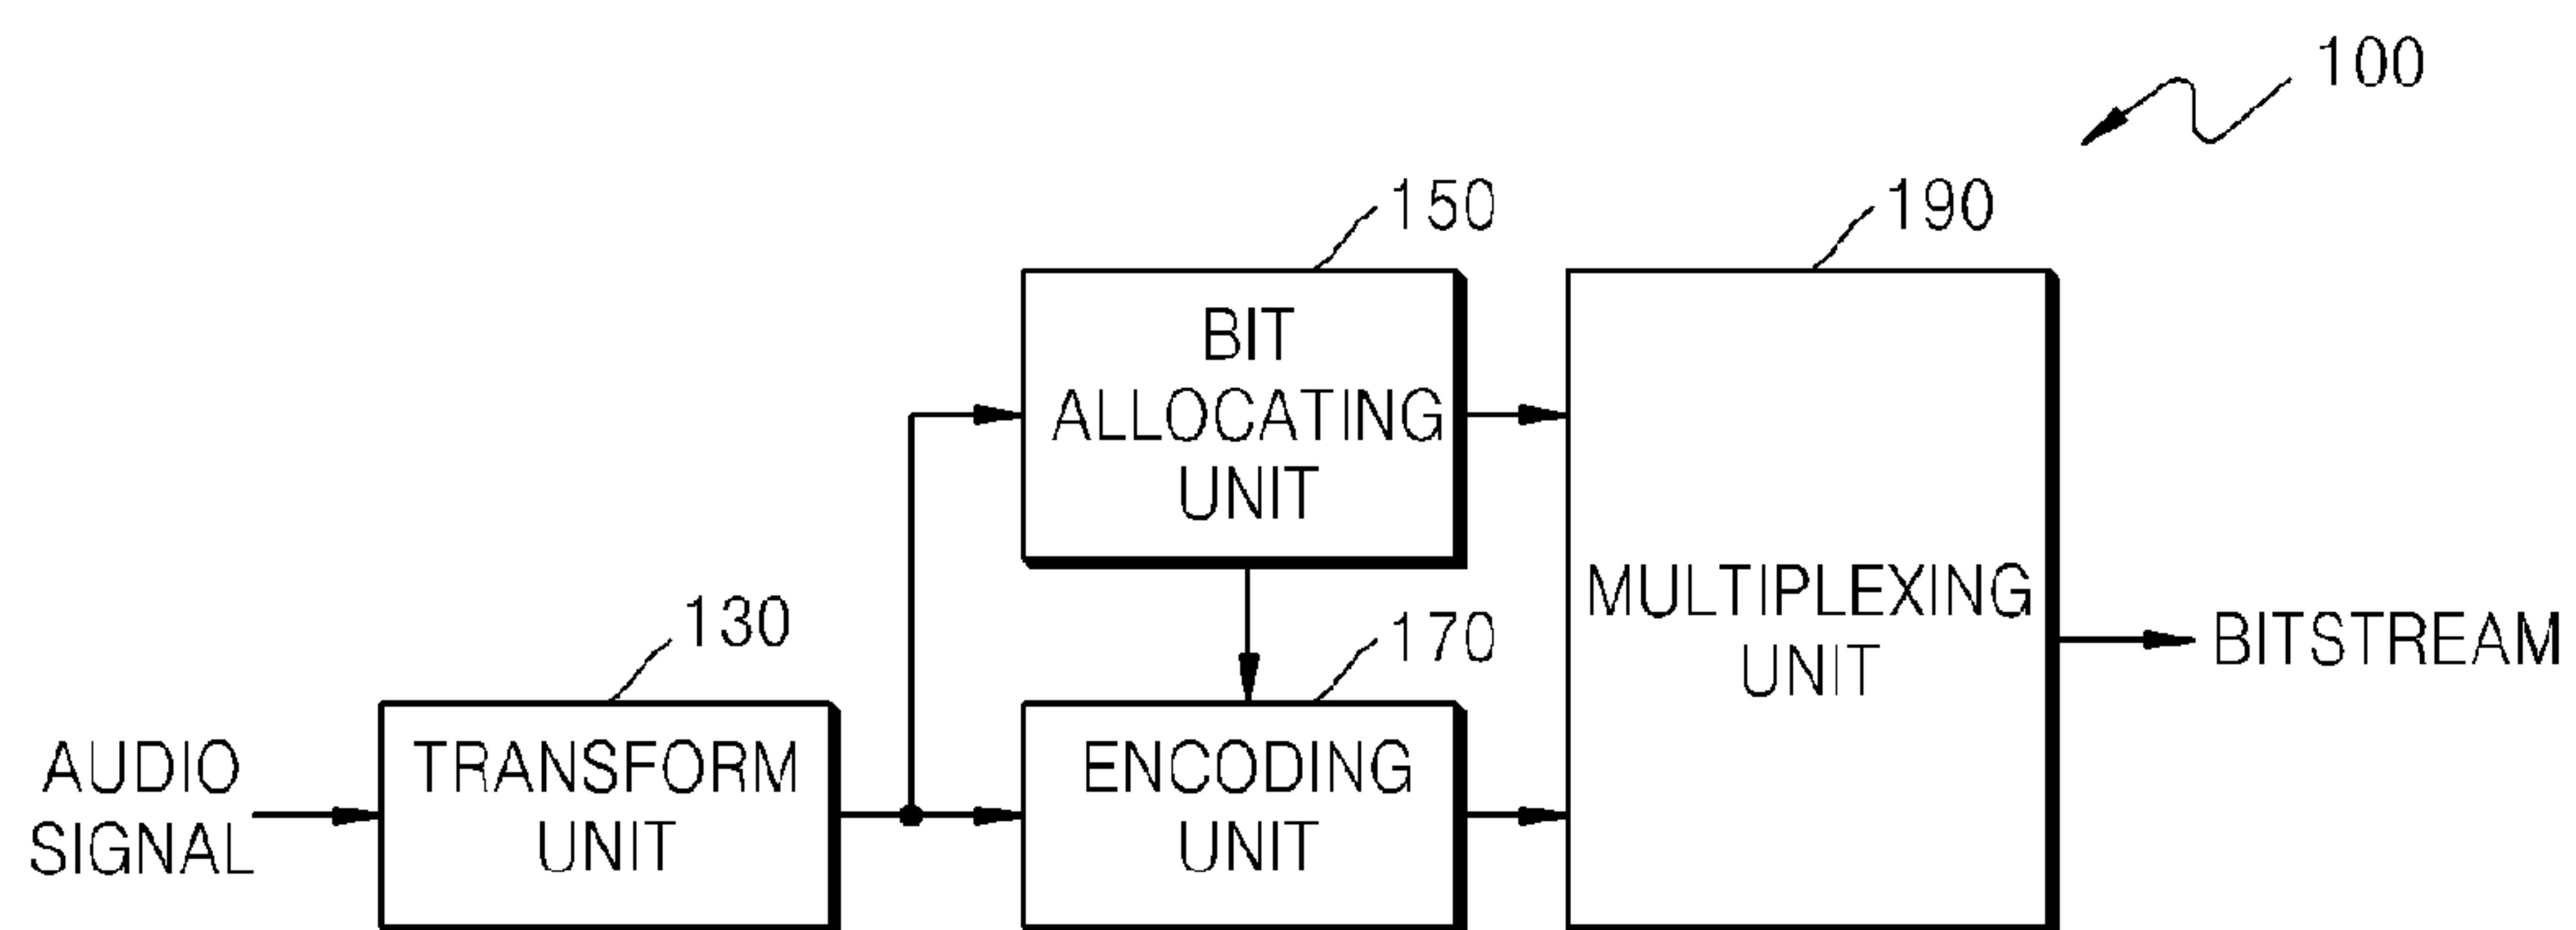 100
150
190
BIT
ALLOCATING
UNIT
130
170
MULTIPLEXING
UNIT
BITSTREAM
AUDIO
SIGNAL
TRANSFORM
UNIT
ENCODING
UNIT